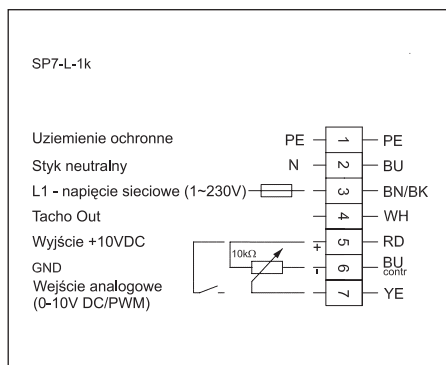 SP7-L-1k
Uziemienie ochronne PE 1 PE
Styk neutralny N 2 BU
L1 - napięcie sieciowe (1~230V) 3 BN/BK
Tacho Out 4 WH
Wyjście +10VDC + 5 RD
10kΩ
GND - 6 BU
contr
Wejście analogowe 7 YE
(0-10V DC/PWM)